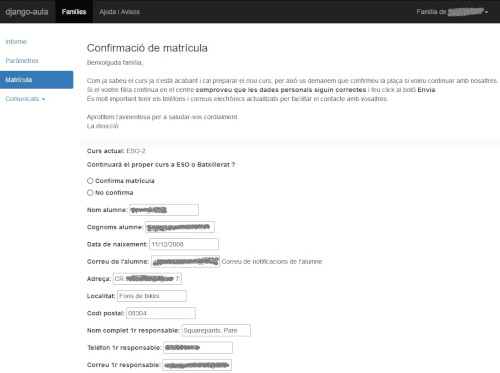 django-aula Famílies Ajuda i Avisos Família de
Informe
Paràmetres
Matrícula
Comunicats
Confirmació de matrícula
Benvolguda família,
Com ja sabeu el curs ja s'està acabant i cal preparar el nou curs, per això us demanem que confirmeu la plaça si voleu continuar amb nosaltres.
Si el vostre fill/a continua en el centre comproveu que les dades personals siguin correctes i feu click al botó Envia.
És molt important tenir els telèfons i correus electrònics actualitzats per facilitar el contacte amb vosaltres.
Aprofitem l'avinentesa per a saludar-vos cordialment.
La direcció
Curs actual: ESO-2
Continuarà el proper curs a ESO o Batxillerat ?
Confirma matrícula
No confirma
Nom alumne:
Cognoms alumne:
Data de naixement: 11/12/2006
Correu de l'alumne: Correu de notificacions de l'alumne
Adreça: CR 7
Localitat: Fons de bikini
Codi postal: 08304
Nom complet 1r responsable: Squarepants, Pare
Telèfon 1r responsable:
Correu 1r responsable: